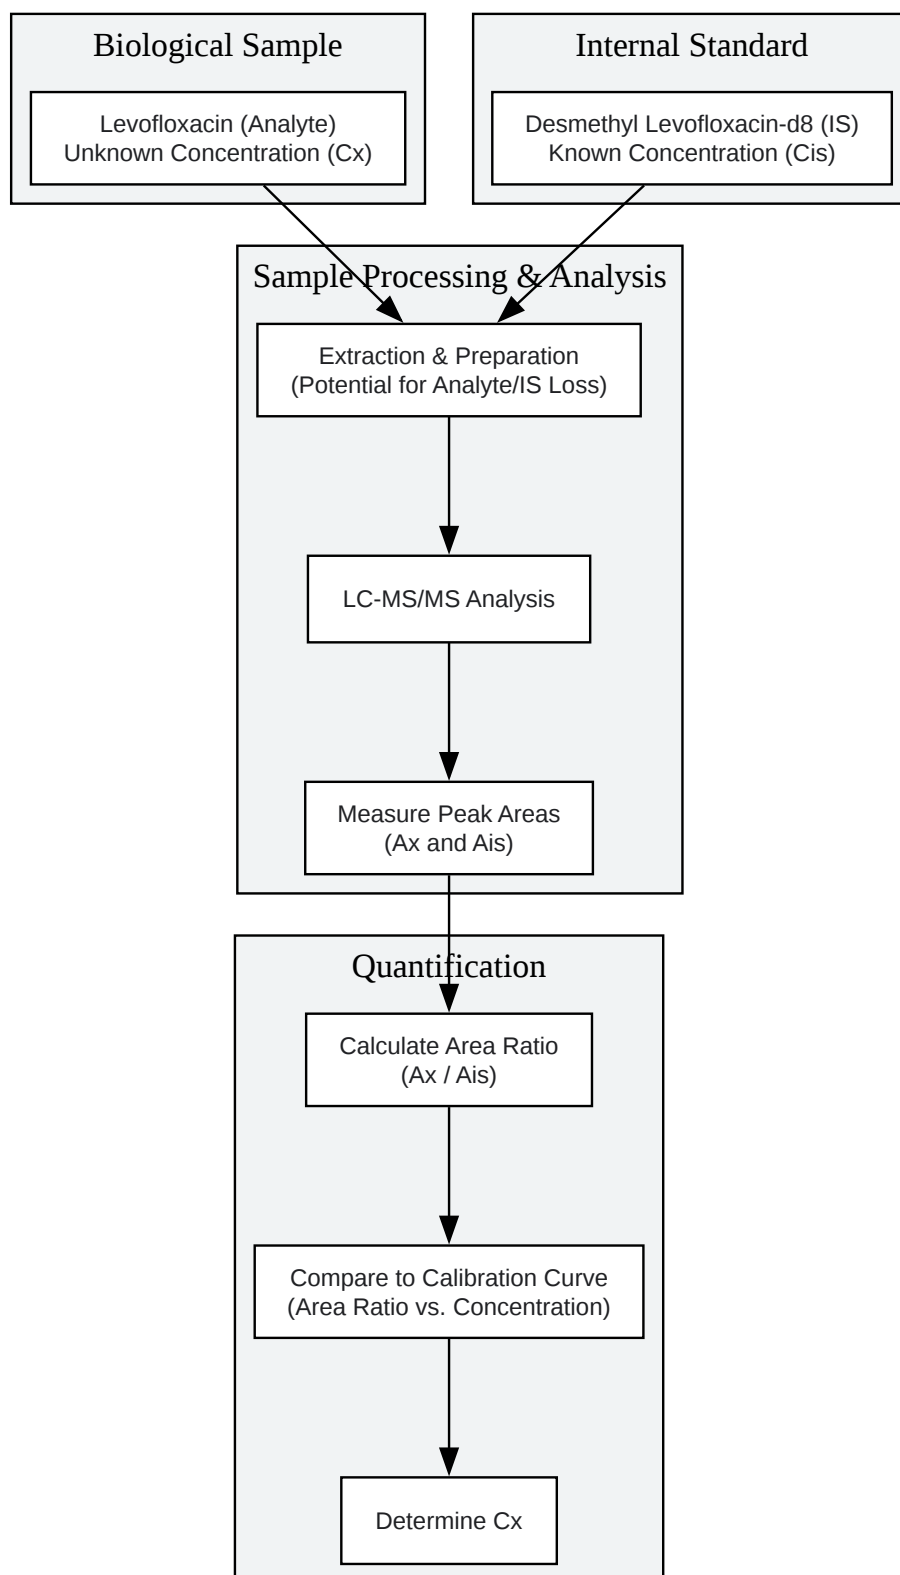 Biological Sample
Levofloxacin (Analyte)
Unknown Concentration (Cx)
Internal Standard
Desmethyl Levofloxacin-d8 (IS)
Known Concentration (Cis)
Sample Processing & Analysis
Extraction & Preparation
(Potential for Analyte/IS Loss)
LC-MS/MS Analysis
Measure Peak Areas
(Ax and Ais)
Quantification
Calculate Area Ratio
(Ax / Ais)
Compare to Calibration Curve
(Area Ratio vs. Concentration)
Determine Cx